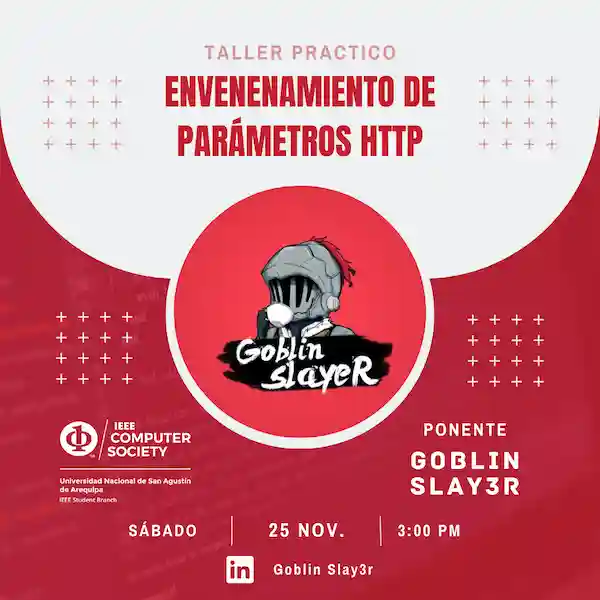 TALLER PRACTICO
ENVENENAMIENTO DE
PARÁMETROS HTTP
Goblin
slayeR
IEEE
COMPUTER
SOCIETY
Universidad Nacional de San Agustín
de Arequipa
IEEE Student Branch
PONENTE
GOBLIN
SLAY3R
SÁBADO
25 NOV.
3:00 PM
in
Goblin Slay3r